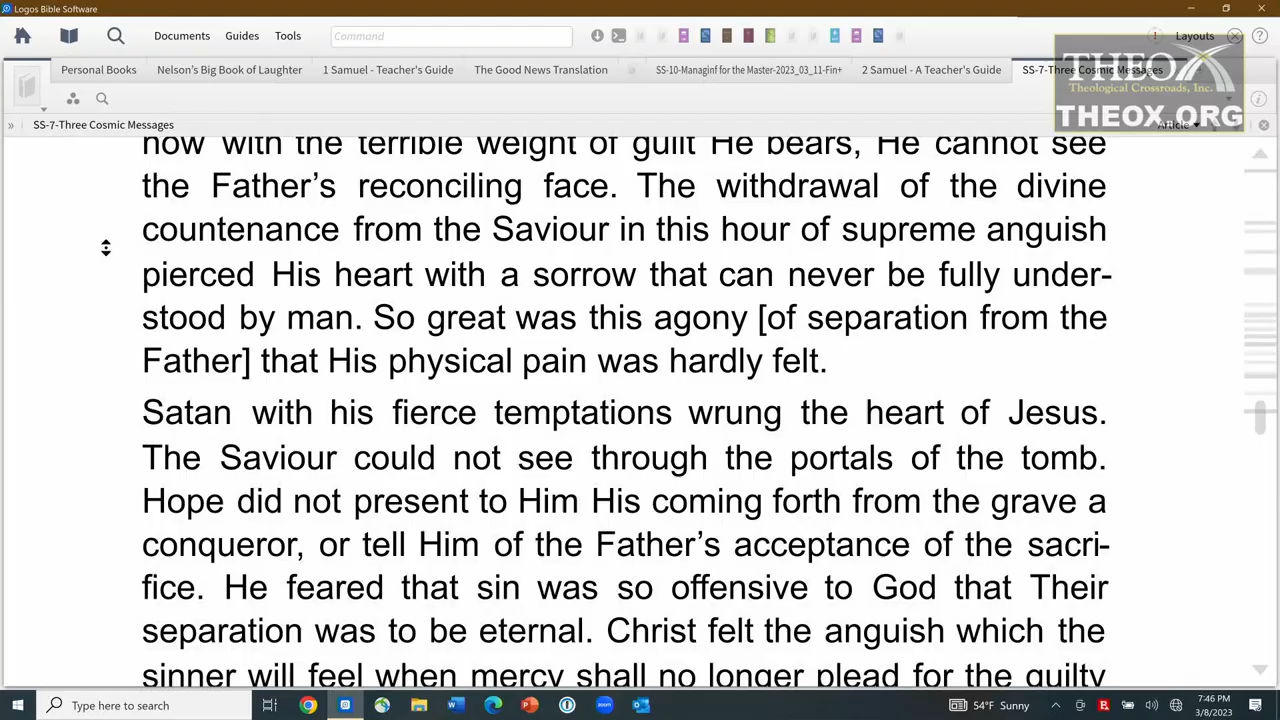 Logos Bible Software
Documents Guides Tools Command Layouts
Personal Books Nelson's Big Book of Laughter The Good News Translation SS-10-Managinf for the Master-2023_03_11-Fin+ 2 Samuel - A Teacher's Guide SS-7-Three Cosmic Messages
THEOX
Theological Crossroads, Inc.
THEOX.ORG
SS-7-Three Cosmic Messages Article
now with the terrible weight of guilt He bears, He cannot see
the Father's reconciling face. The withdrawal of the divine
countenance from the Saviour in this hour of supreme anguish
pierced His heart with a sorrow that can never be fully under-
stood by man. So great was this agony [of separation from the
Father] that His physical pain was hardly felt.
Satan with his fierce temptations wrung the heart of Jesus.
The Saviour could not see through the portals of the tomb.
Hope did not present to Him His coming forth from the grave a
conqueror, or tell Him of the Father's acceptance of the sacri-
fice. He feared that sin was so offensive to God that Their
separation was to be eternal. Christ felt the anguish which the
sinner will feel when mercy shall no longer plead for the guilty
Type here to search 54°F Sunny 7:46 PM
3/8/2023